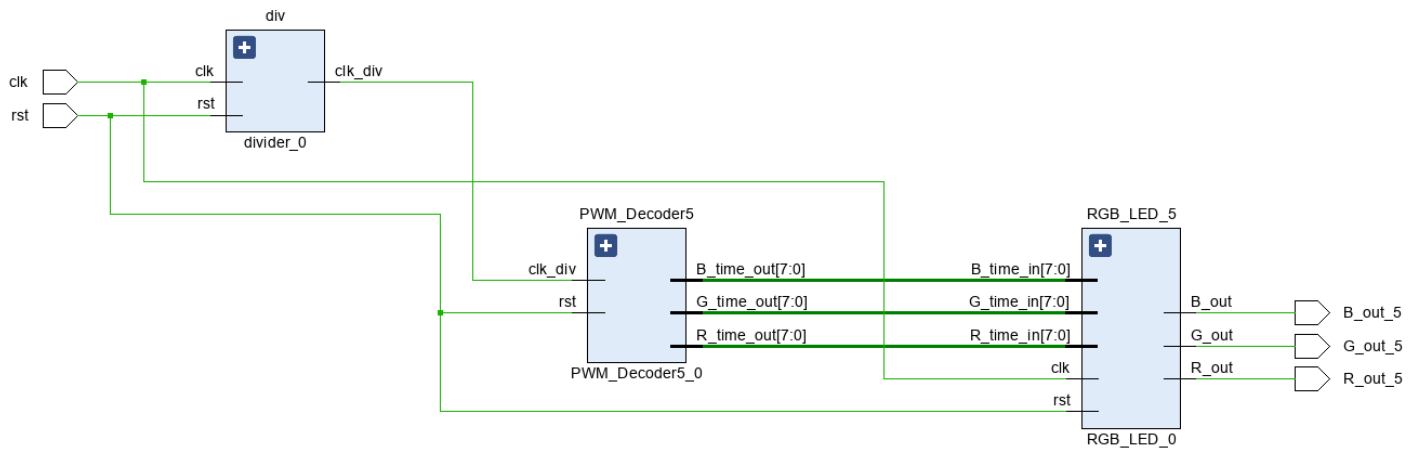 div
clk
rst
clk
rst
clk_div
divider_0
PWM_Decoder5
clk_div
rst
B_time_out[7:0]
G_time_out[7:0]
R_time_out[7:0]
PWM_Decoder5_0
RGB_LED_5
B_time_in[7:0]
G_time_in[7:0]
R_time_in[7:0]
clk
rst
B_out
G_out
R_out
RGB_LED_0
B_out_5
G_out_5
R_out_5